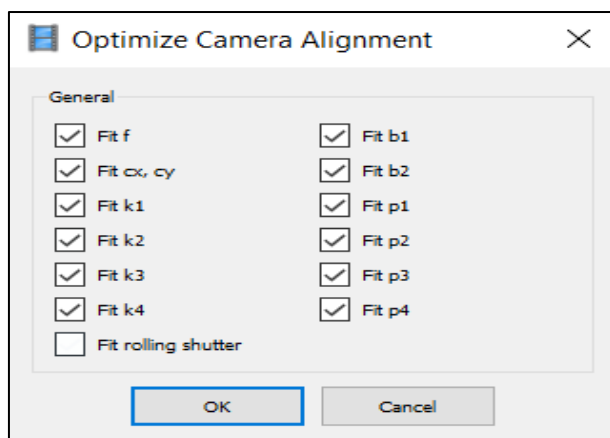 Optimize Camera Alignment
General
Fit f
Fit b1
Fit cx, cy
Fit b2
Fit k1
Fit p1
Fit k2
Fit p2
Fit k3
Fit p3
Fit k4
Fit p4
Fit rolling shutter
OK
Cancel